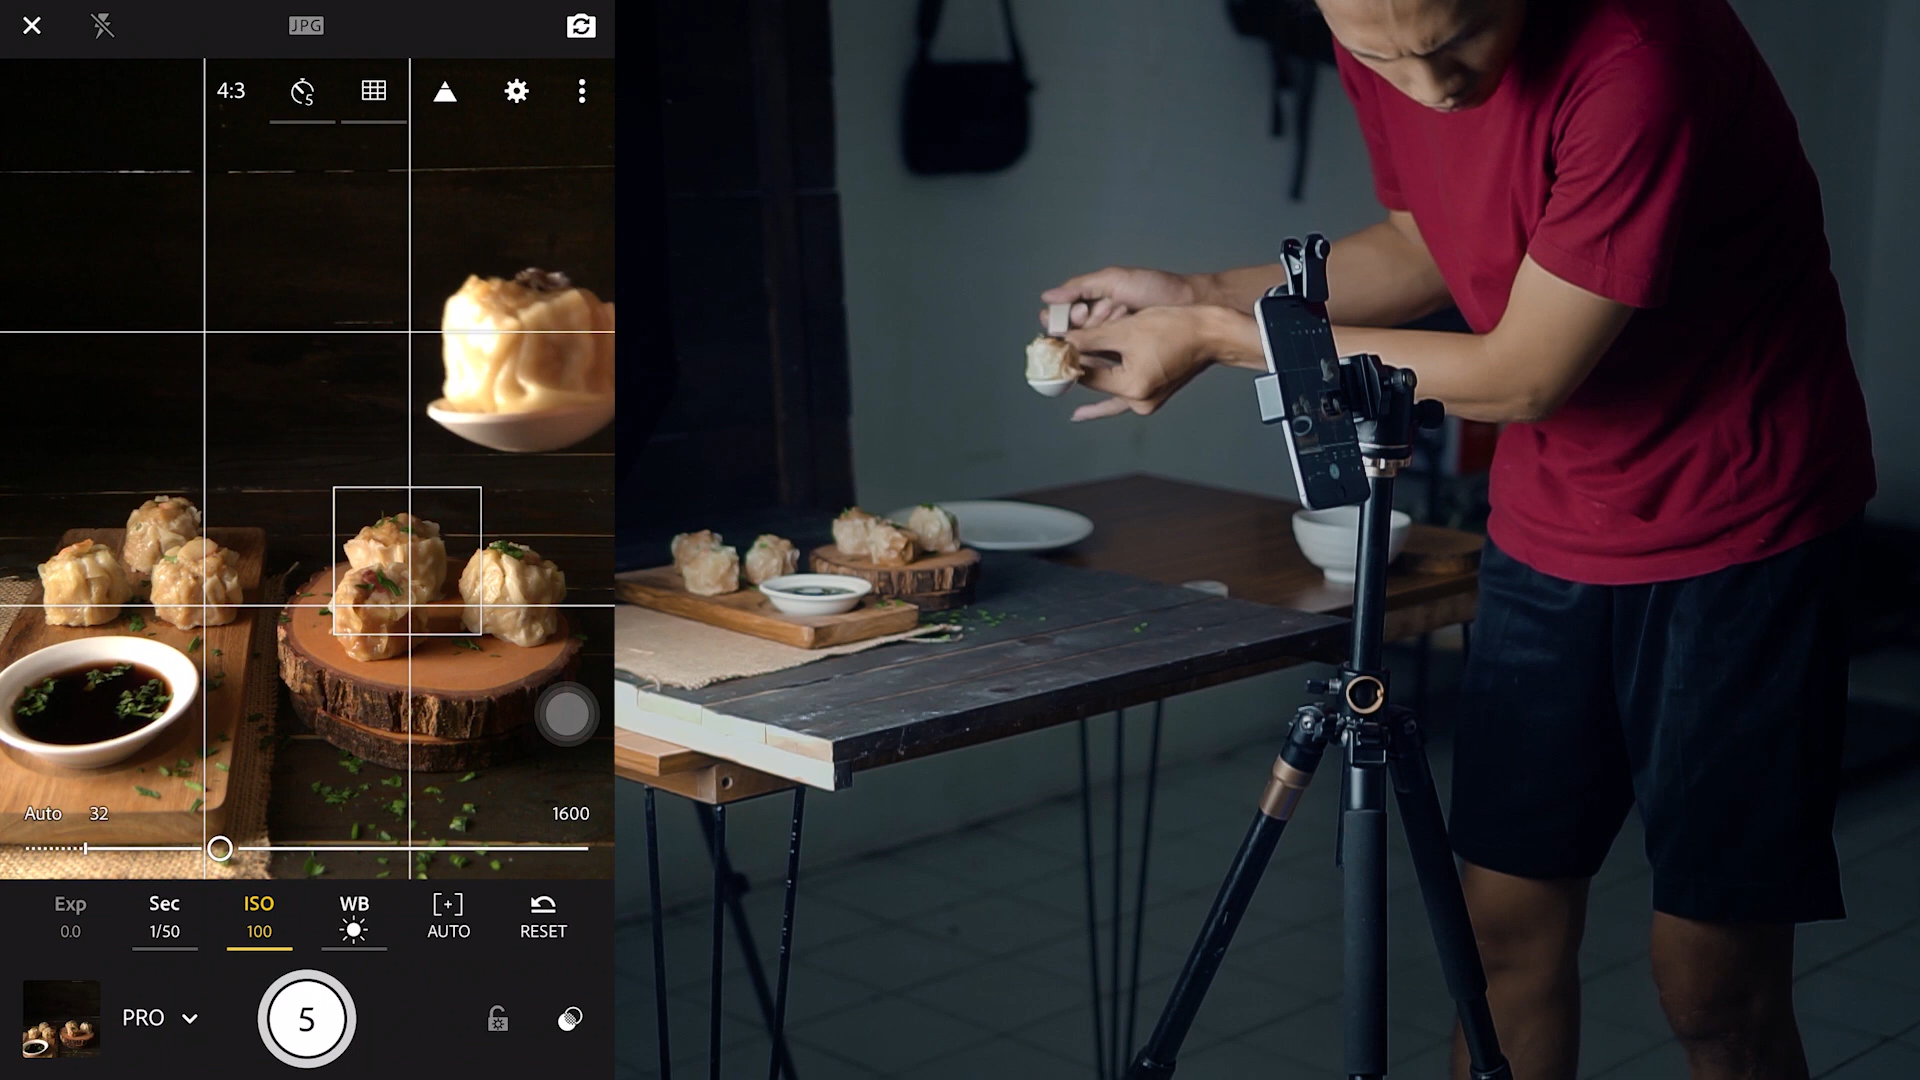 JPG
4:3 5
Auto 32 1600
Exp Sec ISO WB [+]
0.0 1/50 100 AUTO RESET
PRO 5